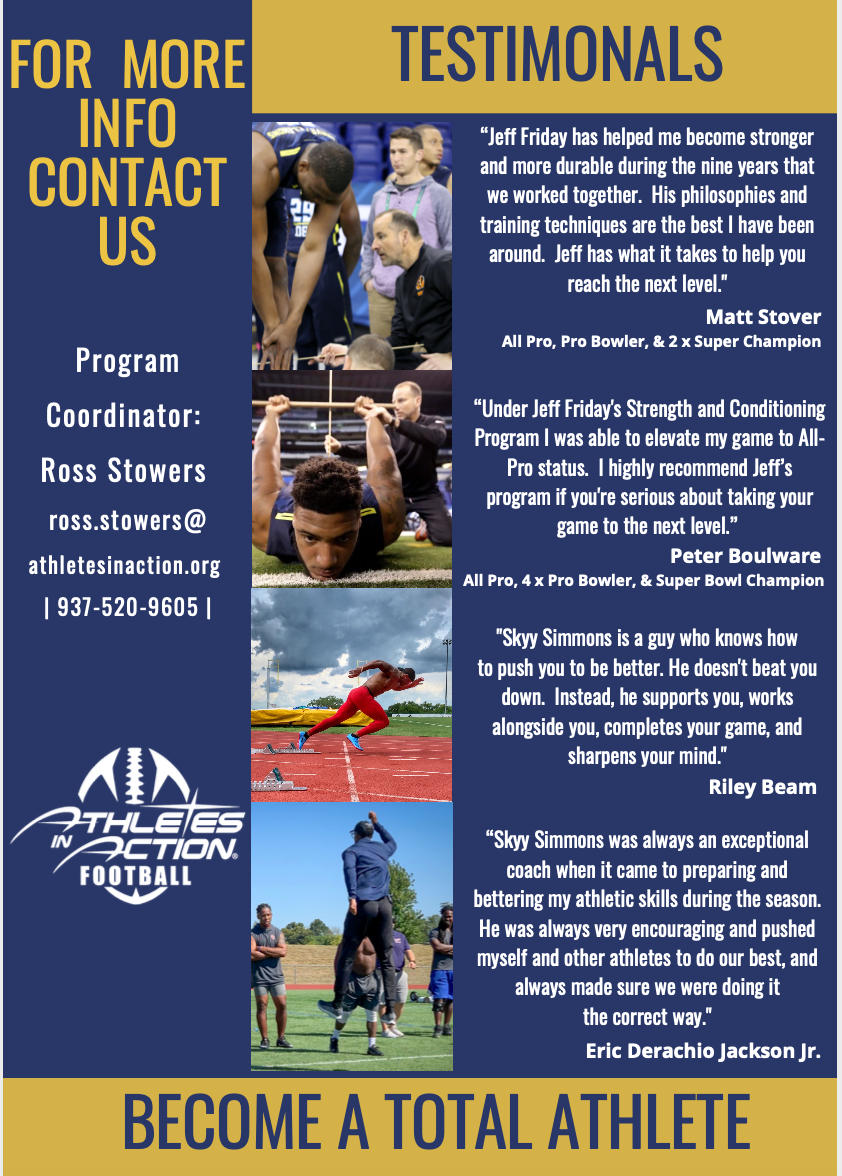 FOR MORE
INFO
CONTACT
US
Program
Coordinator:
Ross Stowers
ross.stowers@
athletesinaction.org
| 937-520-9605 |
ATHLETES
IN
ACTION®
FOOTBALL
TESTIMONALS
29
“Jeff Friday has helped me become stronger
and more durable during the nine years that
we worked together. His philosophies and
training techniques are the best I have been
around. Jeff has what it takes to help you
reach the next level."
Matt Stover
All Pro, Pro Bowler, & 2 x Super Champion
“Under Jeff Friday's Strength and Conditioning
Program I was able to elevate my game to All-
Pro status. I highly recommend Jeff’s
program if you're serious about taking your
game to the next level.”
Peter Boulware
All Pro, 4 x Pro Bowler, & Super Bowl Champion
"Skyy Simmons is a guy who knows how
to push you to be better. He doesn't beat you
down. Instead, he supports you, works
alongside you, completes your game, and
sharpens your mind."
Riley Beam
“Skyy Simmons was always an exceptional
coach when it came to preparing and
bettering my athletic skills during the season.
He was always very encouraging and pushed
myself and other athletes to do our best, and
always made sure we were doing it
the correct way."
Eric Derachio Jackson Jr.
BECOME A TOTAL ATHLETE